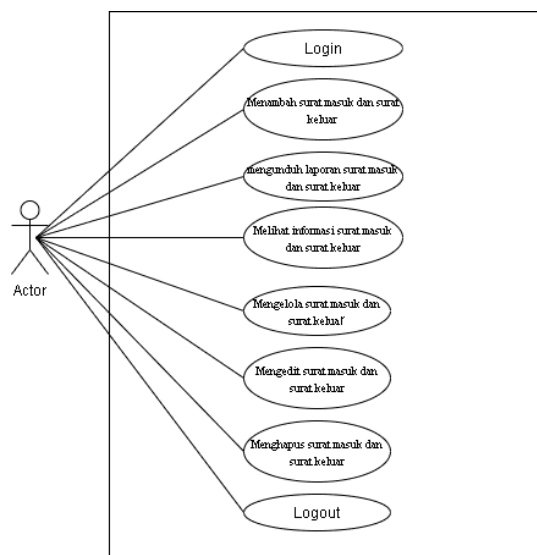 Login
Menambah surat masuk dan surat
keluar
mengunduh laporan surat masuk
dan surat keluar
Melihat informasi surat masuk
dan surat keluar
Actor
Mengelola surat masuk dan
surat keluar
Mengedit surat masuk dan
surat keluar
Menghapus surat masuk dan
surat keluar
Logout